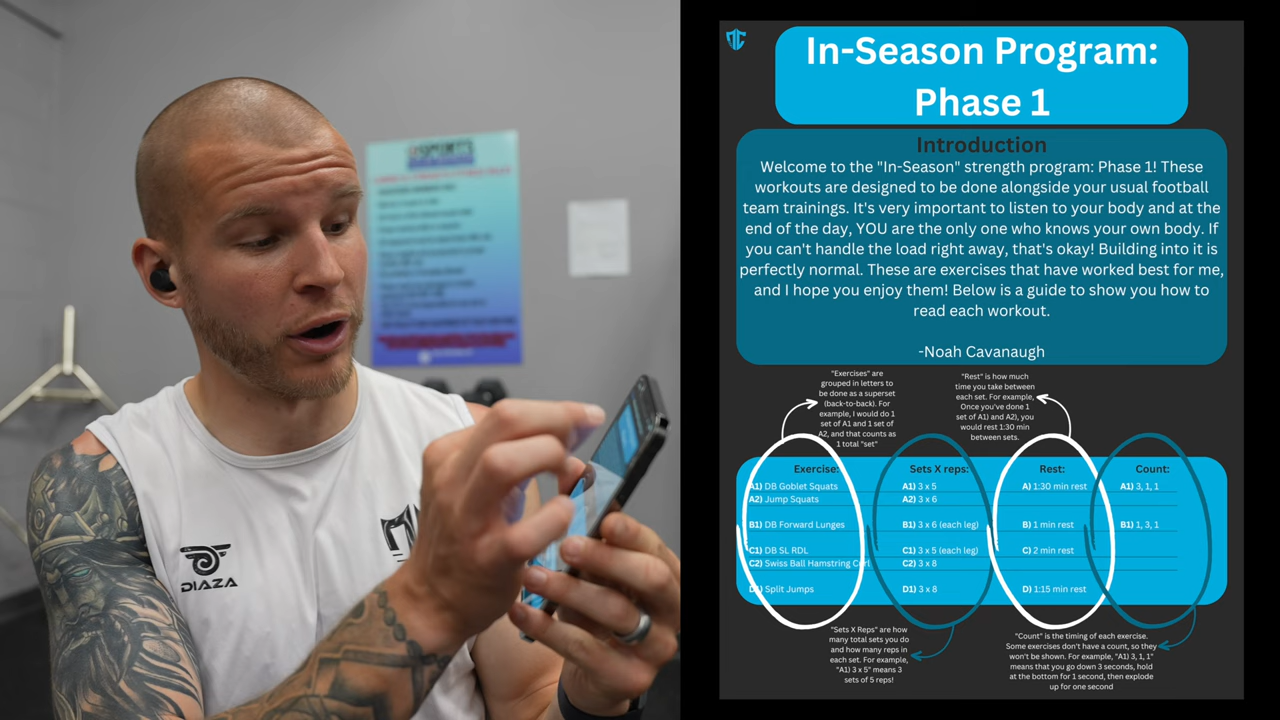 SPORTS
DIAZA
In-Season Program:
Phase 1
Introduction
Welcome to the "In-Season" strength program: Phase 1! These
workouts are designed to be done alongside your usual football
team trainings. It's very important to listen to your body and at the
end of the day, YOU are the only one who knows your own body. If
you can't handle the load right away, that's okay! Building into it is
perfectly normal. These are exercises that have worked best for me,
and I hope you enjoy them! Below is a guide to show you how to
read each workout.
-Noah Cavanaugh
"Exercises" are
grouped in letters to
be done as a superset
(back-to-back). For
example, I would do 1
set of A1 and 1 set of
A2, and that counts as
1 total "set"
"Rest" is how much
time you take between
each set. For example,
Once you've done 1
set of A1) and A2), you
would rest 1:30 min
between sets.
Exercise: Sets X reps: Rest: Count:
A1) DB Goblet Squats A1) 3 x 5 A) 1:30 min rest A1) 3, 1, 1
A2) Jump Squats A2) 3 x 6
B1) DB Forward Lunges B1) 3 x 6 (each leg) B) 1 min rest B1) 1, 3, 1
C1) DB SL RDL C1) 3 x 5 (each leg) C) 2 min rest
C2) Swiss Ball Hamstring Curl C2) 3 x 8
D1) Split Jumps D1) 3 x 8 D) 1:15 min rest
"Sets X Reps" are how
many total sets you do
and how many reps in
each set. For example,
"A1) 3 x 5" means 3
sets of 5 reps!
"Count" is the timing of each exercise.
Some exercises don't have a count, so they
won't be shown. For example, "A1) 3, 1, 1"
means that you go down 3 seconds, hold
at the bottom for 1 second, then explode
up for one second